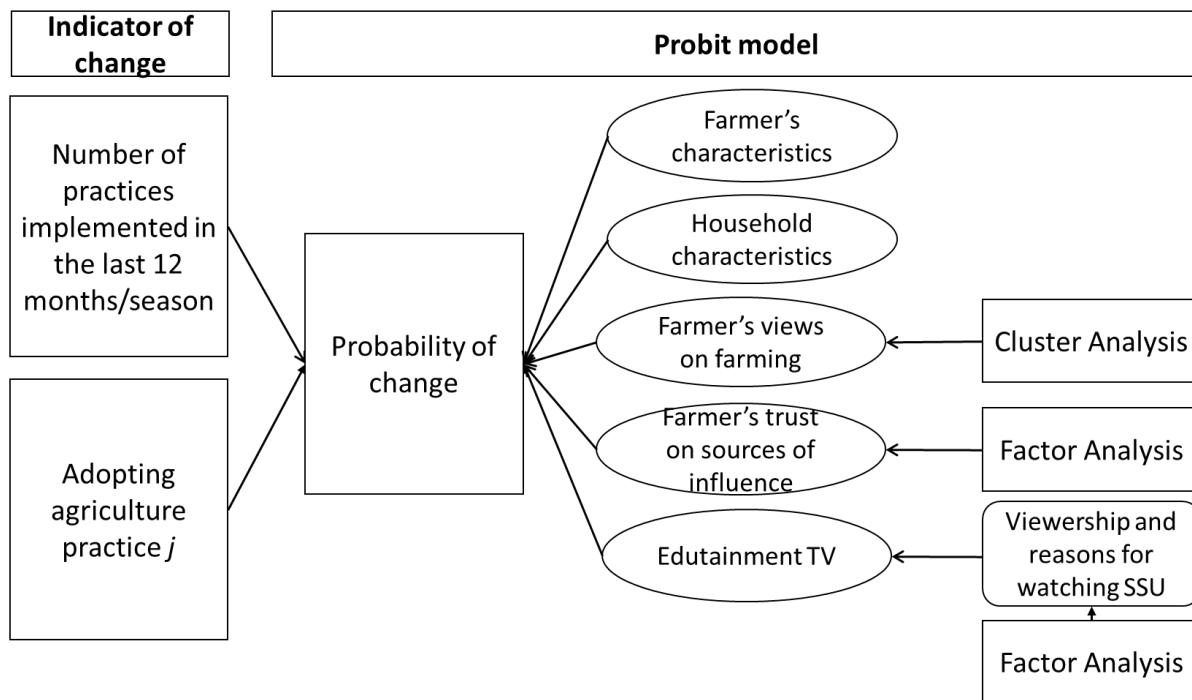 Indicator of
change
Probit model
Number of
practices
implemented in
the last 12
months/season
Adopting
agriculture
practice j
Probability of
change
Farmer's
characteristics
Household
characteristics
Farmer's views
on farming
Farmer's trust
on sources of
influence
Edutainment TV
Cluster Analysis
Factor Analysis
Viewership and
reasons for
watching SSU
Factor Analysis